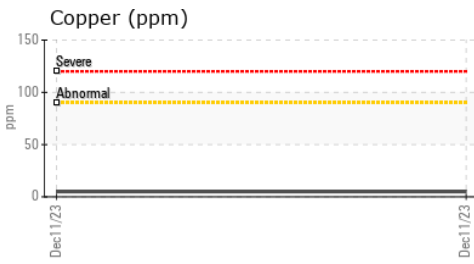 Copper (ppm)
150
Severe
100
Abnormal
ppm
50
0
Dec11/23
Dec11/23